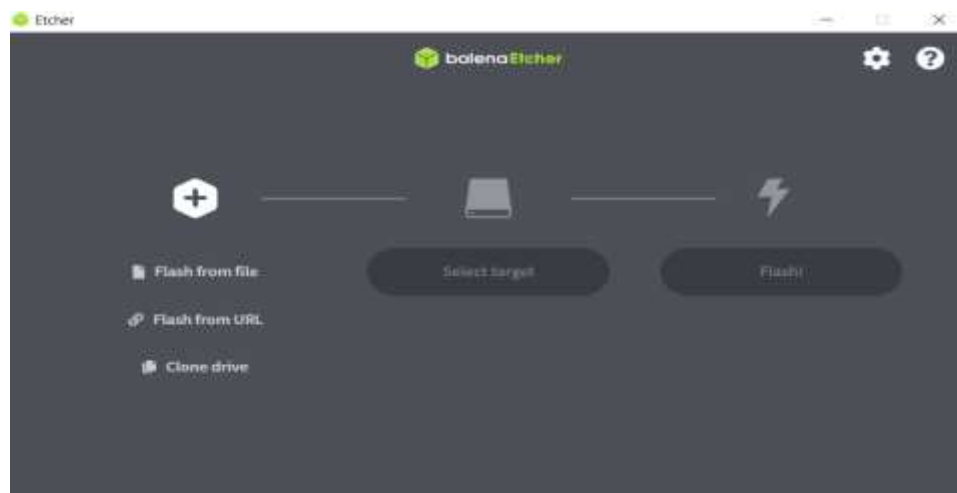 Etcher
balenaEtcher
Flash from file
Select target
Flash!
Flash from URL
Clone drive